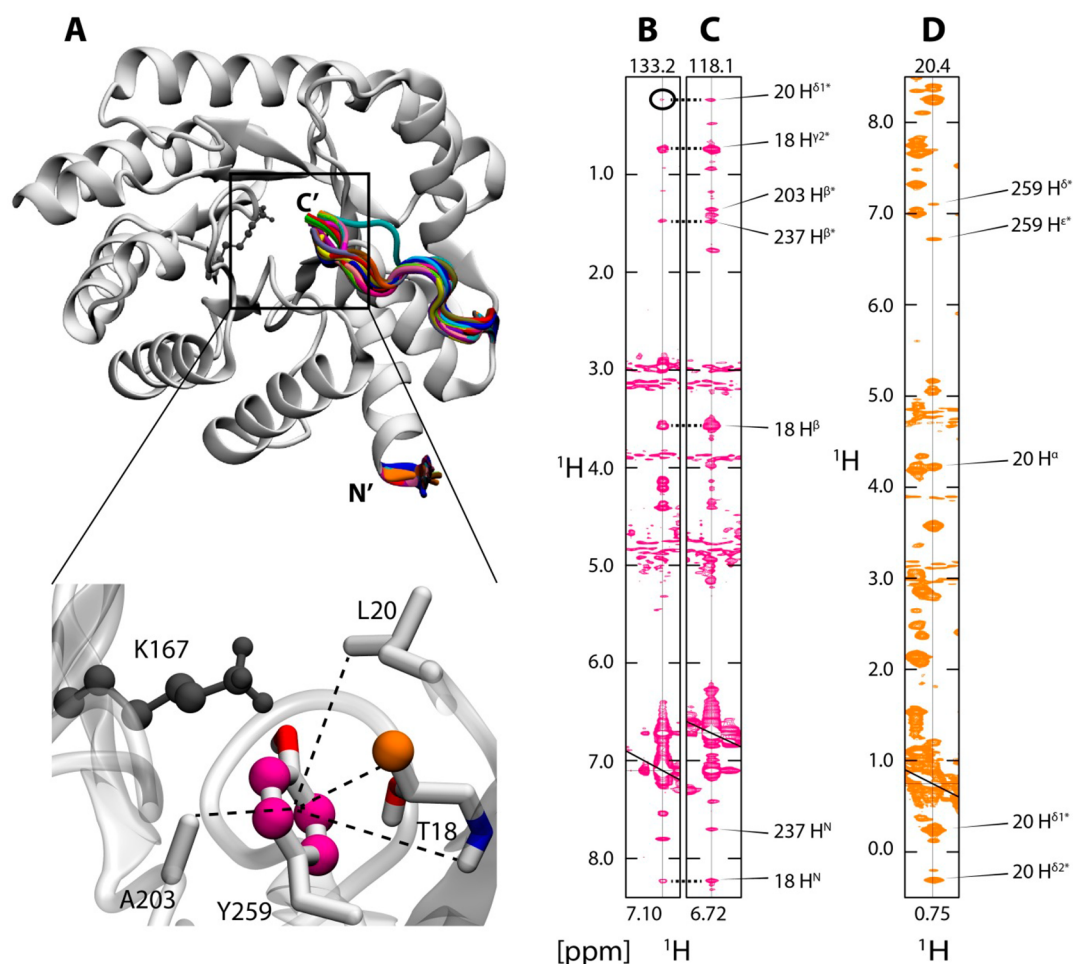 A
C’
N’
K167
L20
T18
A203
Y259
B C
133.2 118.1
20 Hδ1*
18 Hγ2*
1.0
203 Hβ*
237 Hβ*
2.0
3.0
18 Hβ
¹H 4.0
5.0
6.0
7.0
237 Hᴺ
8.0
18 Hᴺ
7.10 6.72
[ppm] ¹H
D
20.4
8.0
259 Hδ*
7.0
259 Hε*
6.0
5.0
20 Hα
¹H 4.0
3.0
2.0
1.0
20 Hδ1*
0.0
20 Hδ2*
0.75
¹H